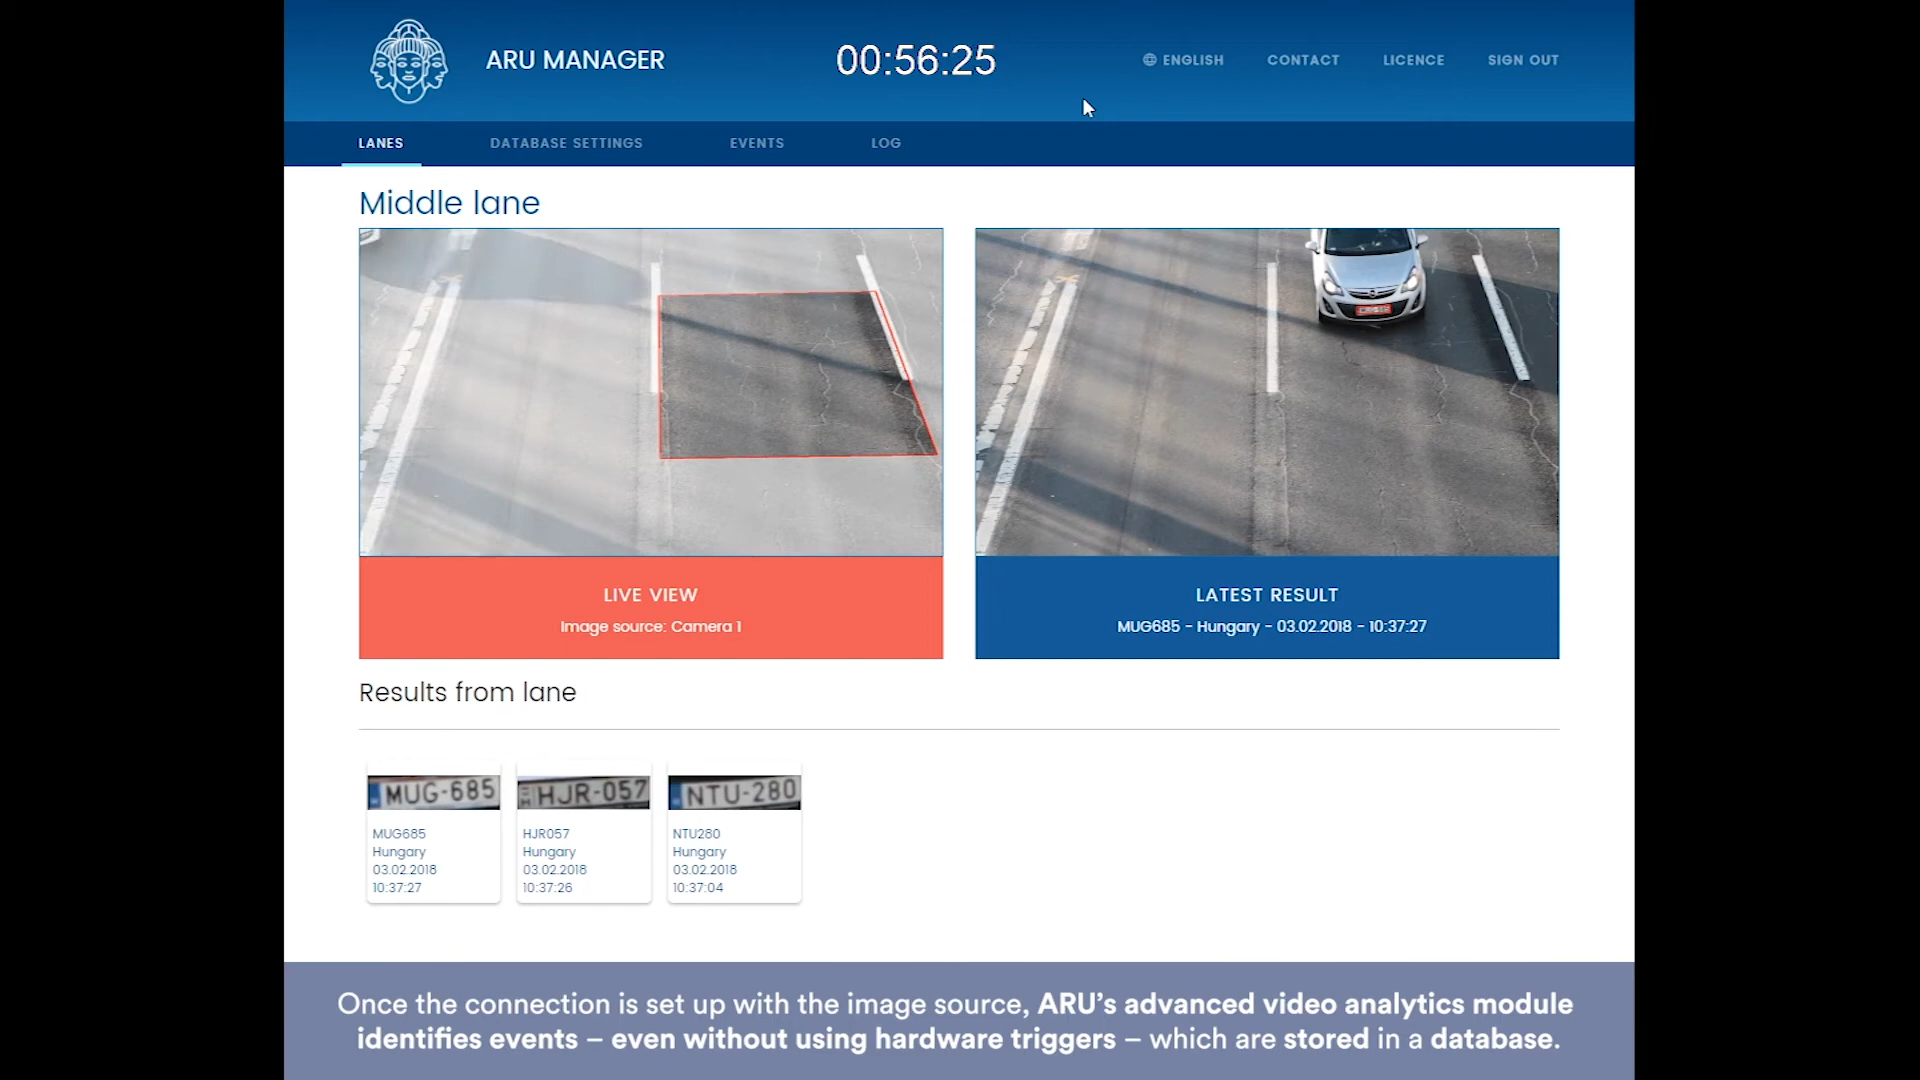 ARU MANAGER
00:56:25
ENGLISH
CONTACT
LICENCE
SIGN OUT
LANES
DATABASE SETTINGS
EVENTS
LOG
Middle lane
LIVE VIEW
Image source: Camera 1
LATEST RESULT
MUG685 - Hungary - 03.02.2018 - 10:37:27
Results from lane
MUG-685
MUG685
Hungary
03.02.2018
10:37:27
HJR-057
HJR057
Hungary
03.02.2018
10:37:26
NTU-280
NTU280
Hungary
03.02.2018
10:37:04
Once the connection is set up with the image source, ARU’s advanced video analytics module
identifies events – even without using hardware triggers – which are stored in a database.